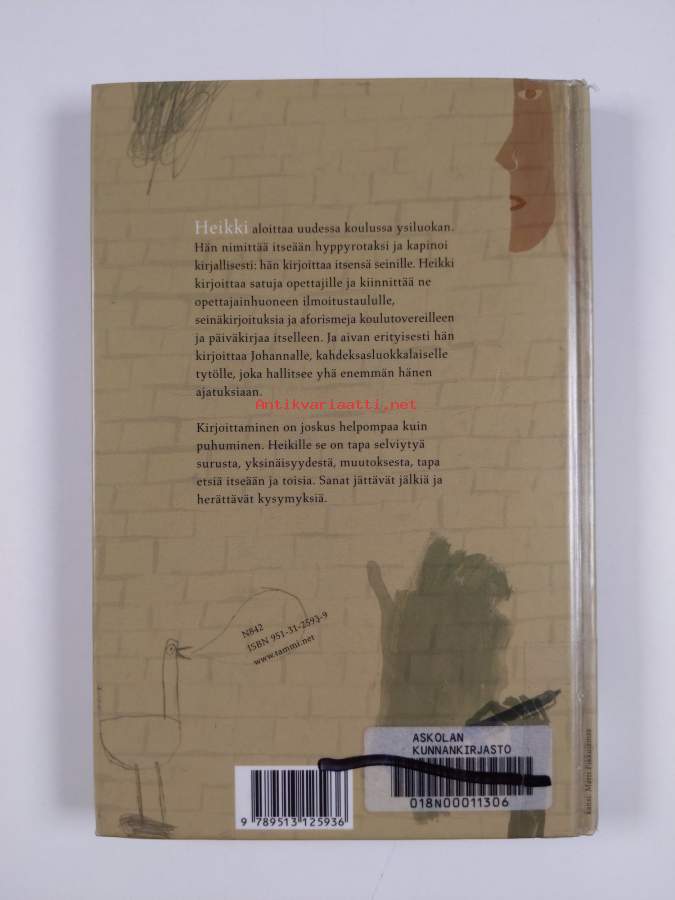 Heikki aloittaa uudessa koulussa ysiluokan.
Hän nimittää itseään hyppyrotaksi ja kapinoi
kirjallisesti: hän kirjoittaa itsensä seinille. Heikki
kirjoittaa satuja opettajille ja kiinnittää ne
opettajainhuoneen ilmoitustaululle,
seinäkirjoituksia ja aforismeja koulutovereilleen
ja päiväkirjaa itselleen. Ja aivan erityisesti hän
kirjoittaa Johannalle, kahdeksasluokkalaiselle
tytölle, joka hallitsee yhä enemmän hänen
ajatuksiaan.
Antikvariaatti.net
Kirjoittaminen on joskus helpompaa kuin
puhuminen. Heikille se on tapa selviytyä
surusta, yksinäisyydestä, muutoksesta, tapa
etsiä itseään ja toisia. Sanat jättävät jälkiä ja
herättävät kysymyksiä.
N842
ISBN 951-31-2593-9
www.tammi.net
ASKOLAN
KUNNANKIRJASTO
018N00011306
9 789513 125936
Kansi: Matti Pikkujämsä